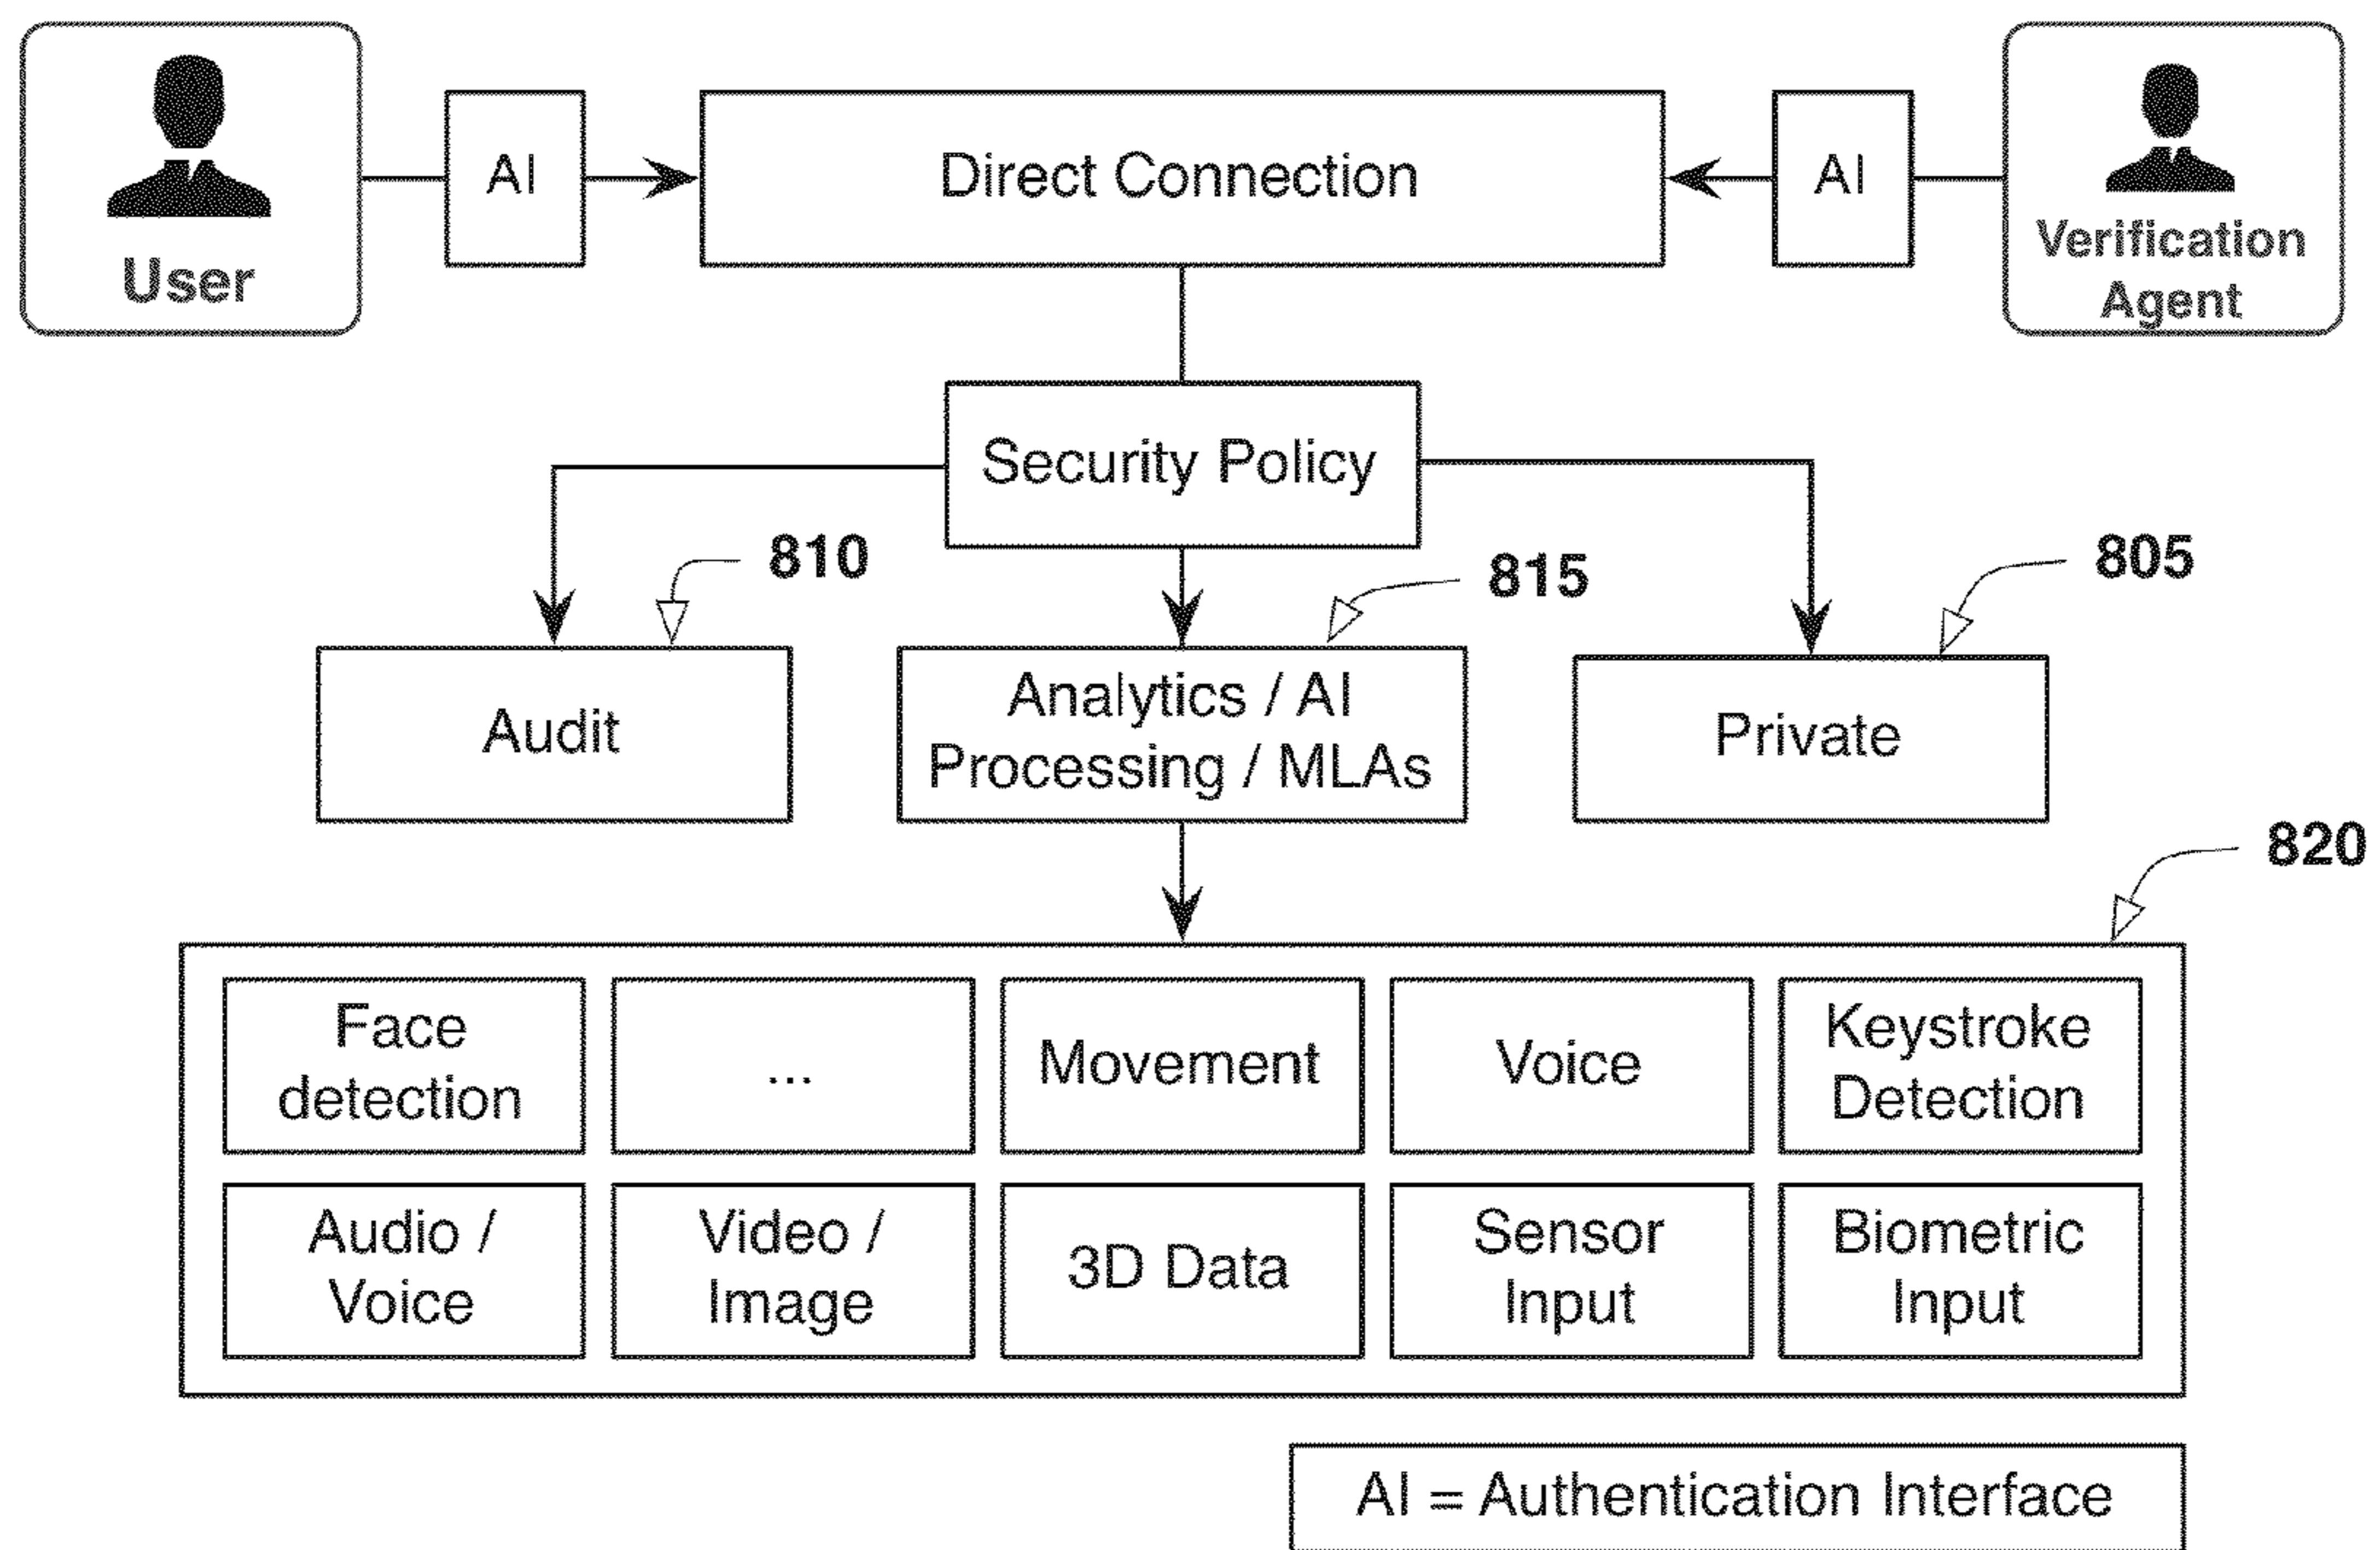 User
AI
Direct Connection
AI
Verification
Agent
Security Policy
810
815
805
Audit
Analytics / AI
Processing / MLAs
Private
820
Face
detection
...
Movement
Voice
Keystroke
Detection
Audio /
Voice
Video /
Image
3D Data
Sensor
Input
Biometric
Input
AI = Authentication Interface